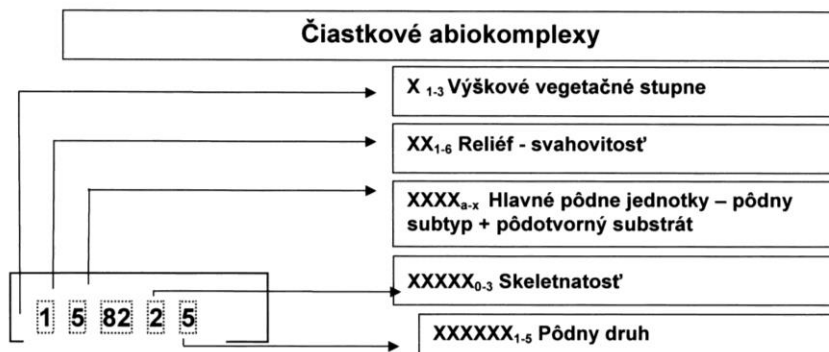 Čiastkové abiokomplexy
X 1-3 Výškové vegetačné stupne
XX1-6 Reliéf - svahovitosť
XXXXa-x Hlavné pôdne jednotky – pôdny
subtyp + pôdotvorný substrát
XXXXX0-3 Skeletnatosť
1 5 82 2 5
XXXXXX1-5 Pôdny druh